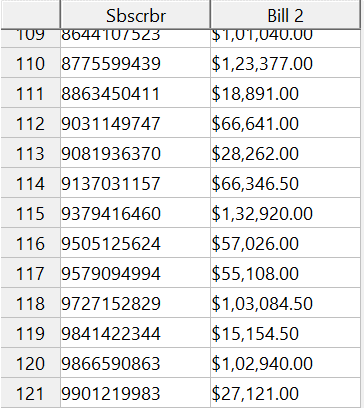 Sbscrbr Bill 2
109 8644107523 $1,01,040.00
110 8775599439 $1,23,377.00
111 8863450411 $18,891.00
112 9031149747 $66,641.00
113 9081936370 $28,262.00
114 9137031157 $66,346.50
115 9379416460 $1,32,920.00
116 9505125624 $57,026.00
117 9579094994 $55,108.00
118 9727152829 $1,03,084.50
119 9841422344 $15,154.50
120 9866590863 $1,02,940.00
121 9901219983 $27,121.00